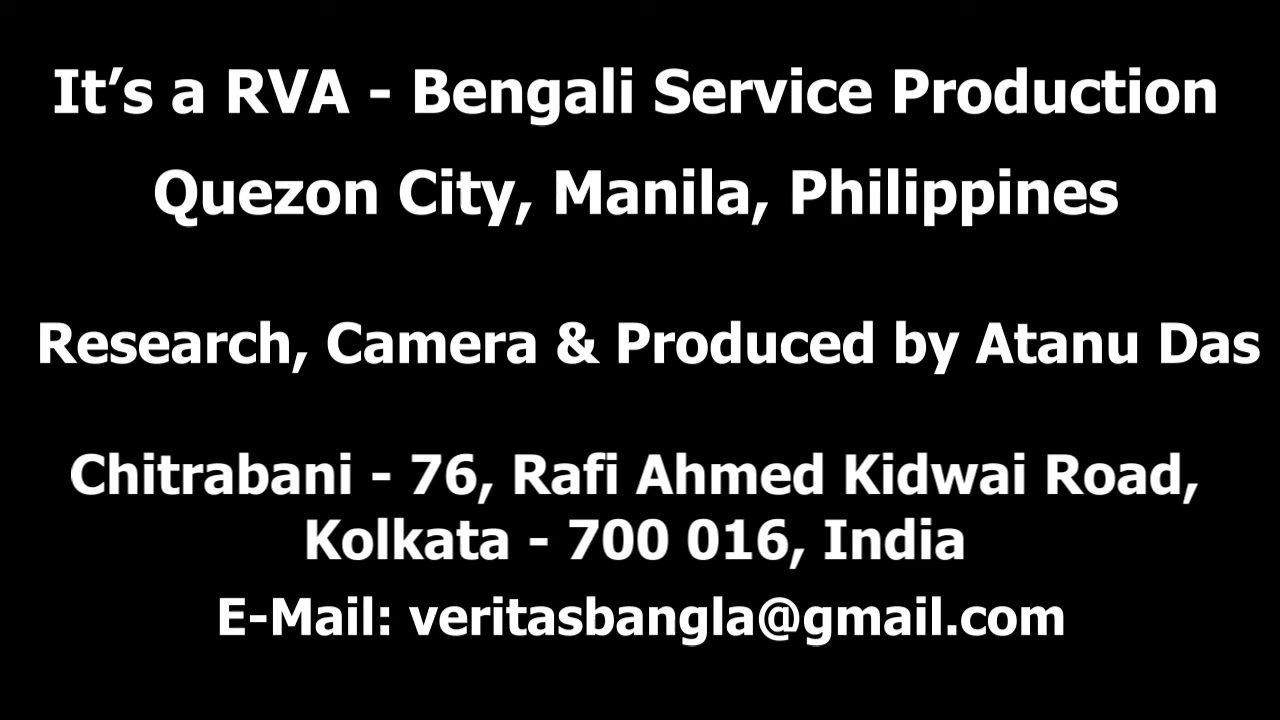 It’s a RVA - Bengali Service Production
Quezon City, Manila, Philippines
Research, Camera & Produced by Atanu Das
Chitrabani - 76, Rafi Ahmed Kidwai Road,
Kolkata - 700 016, India
E-Mail: veritasbangla@gmail.com